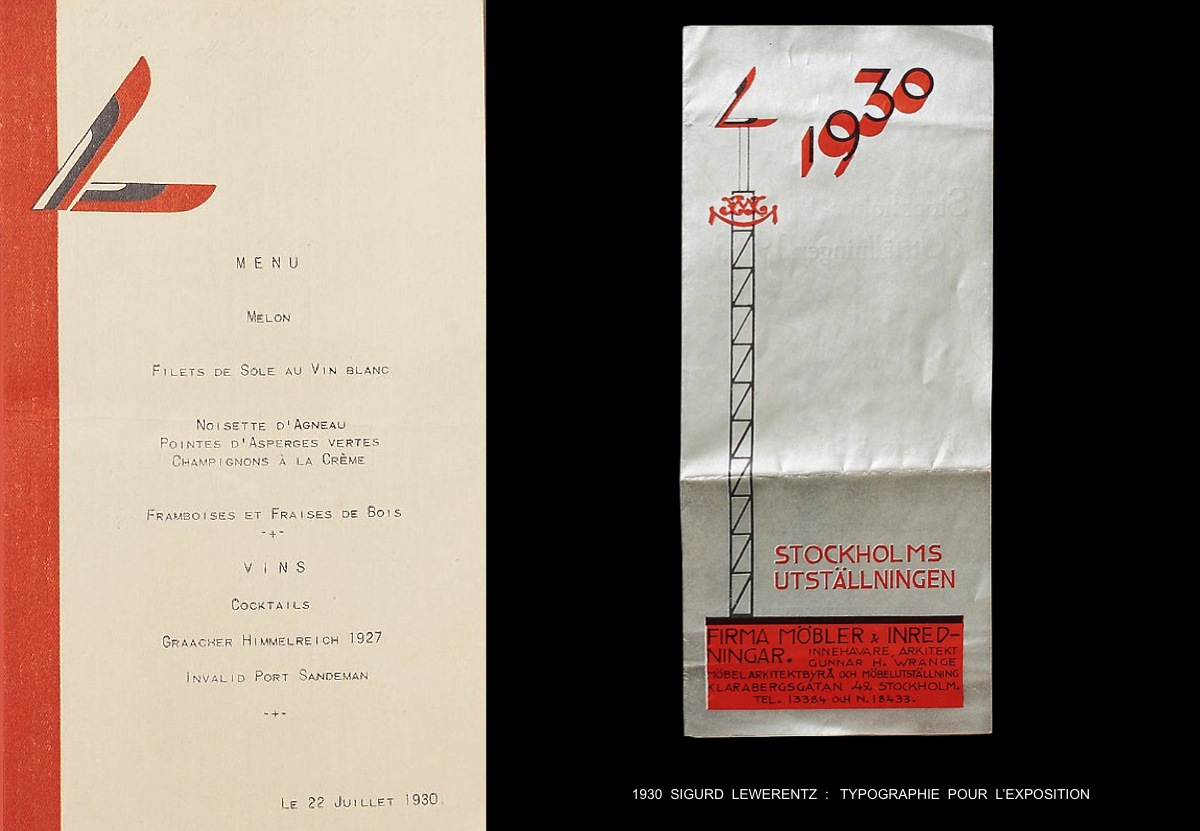 MENU
MELON
FILETS DE SOLE AU VIN BLANC
NOISETTE D'AGNEAU
POINTES D'ASPERGES VERTES
CHAMPIGNONS À LA CRÈME
FRAMBOISES ET FRAISES DE BOIS
-+-
VINS
COCKTAILS
GRAACHER HIMMELREICH 1927
INVALID PORT SANDEMAN
-+-
LE 22 JUILLET 1930.
1930
STOCKHOLMS
UTSTÄLLNINGEN
FIRMA MÖBLER & INRED-
NINGAR. INNEHAVARE, ARKITEKT
GUNNAR H. WRANGE
MÖBELARKITEKTBYRÅ OCH MÖBELUTSTÄLLNING
KLARABERGSGATAN 42 STOCKHOLM.
TEL. 13384 OCH N. 18433.
1930 SIGURD LEWERENTZ : TYPOGRAPHIE POUR L'EXPOSITION